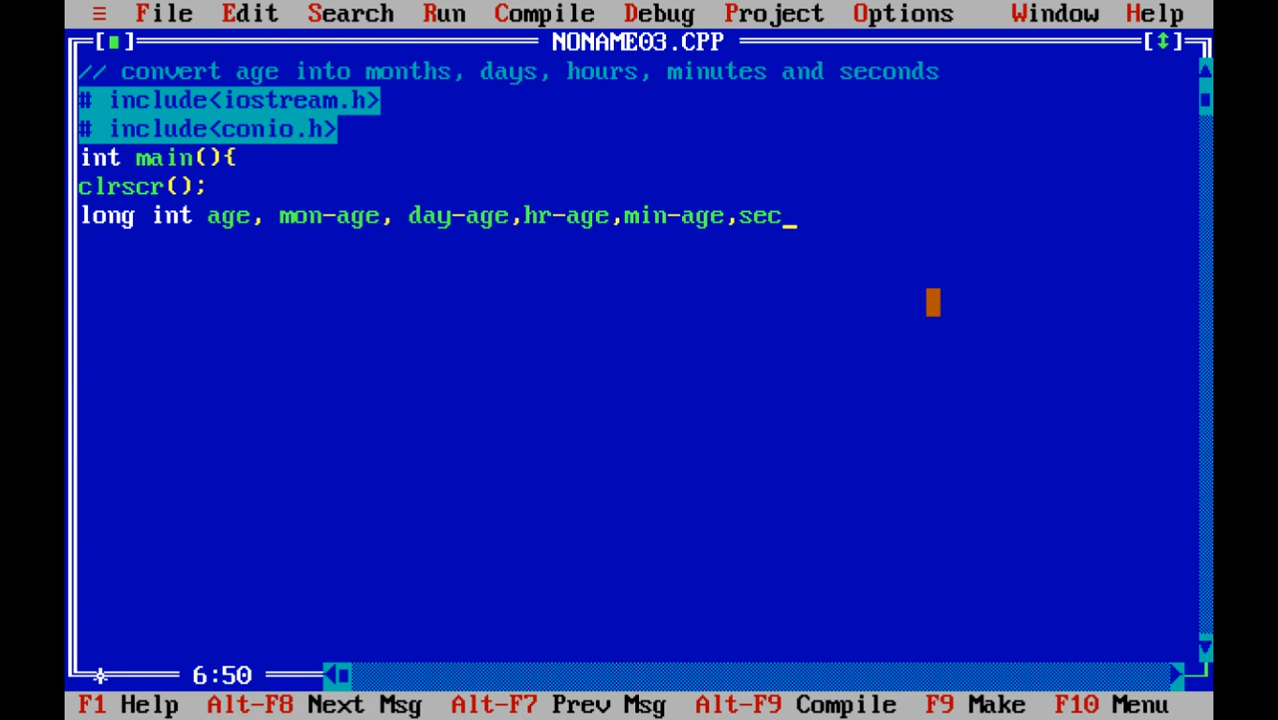 ≡ File Edit Search Run Compile Debug Project Options Window Help
[■] NONAME03.CPP [↕]
// convert age into months, days, hours, minutes and seconds
# include<iostream.h>
# include<conio.h>
int main(){
clrscr();
long int age, mon-age, day-age,hr-age,min-age,sec_
6:50
F1 Help Alt-F8 Next Msg Alt-F7 Prev Msg Alt-F9 Compile F9 Make F10 Menu